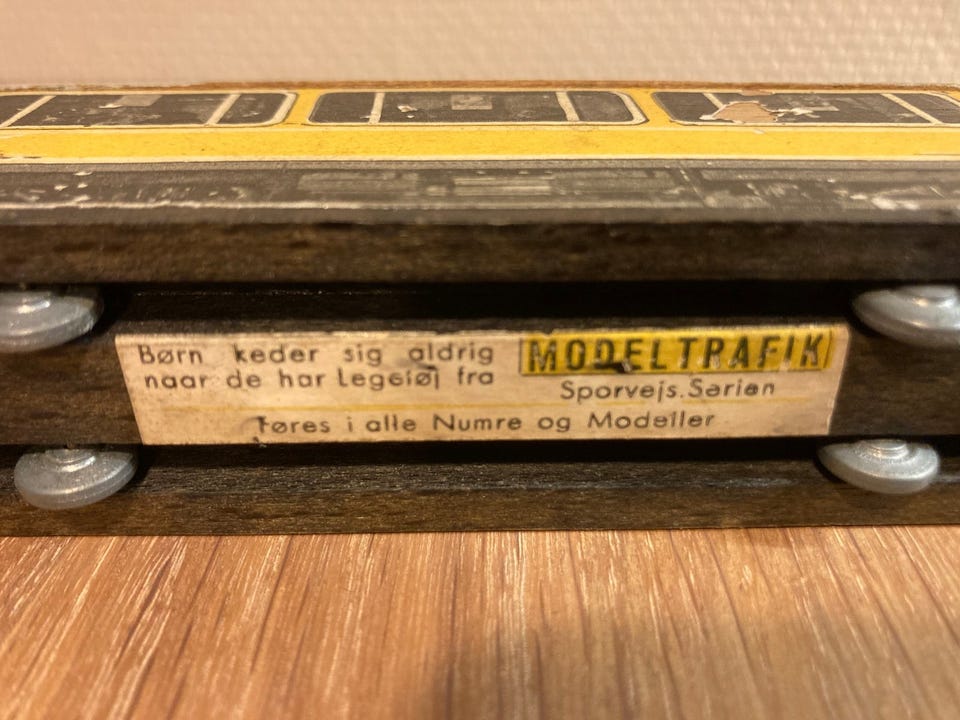 Børn keder sig aldrig
naar de har Legetøj fra
MODELTRAFIK
Sporvejs.Serien
Føres i alle Numre og Modeller